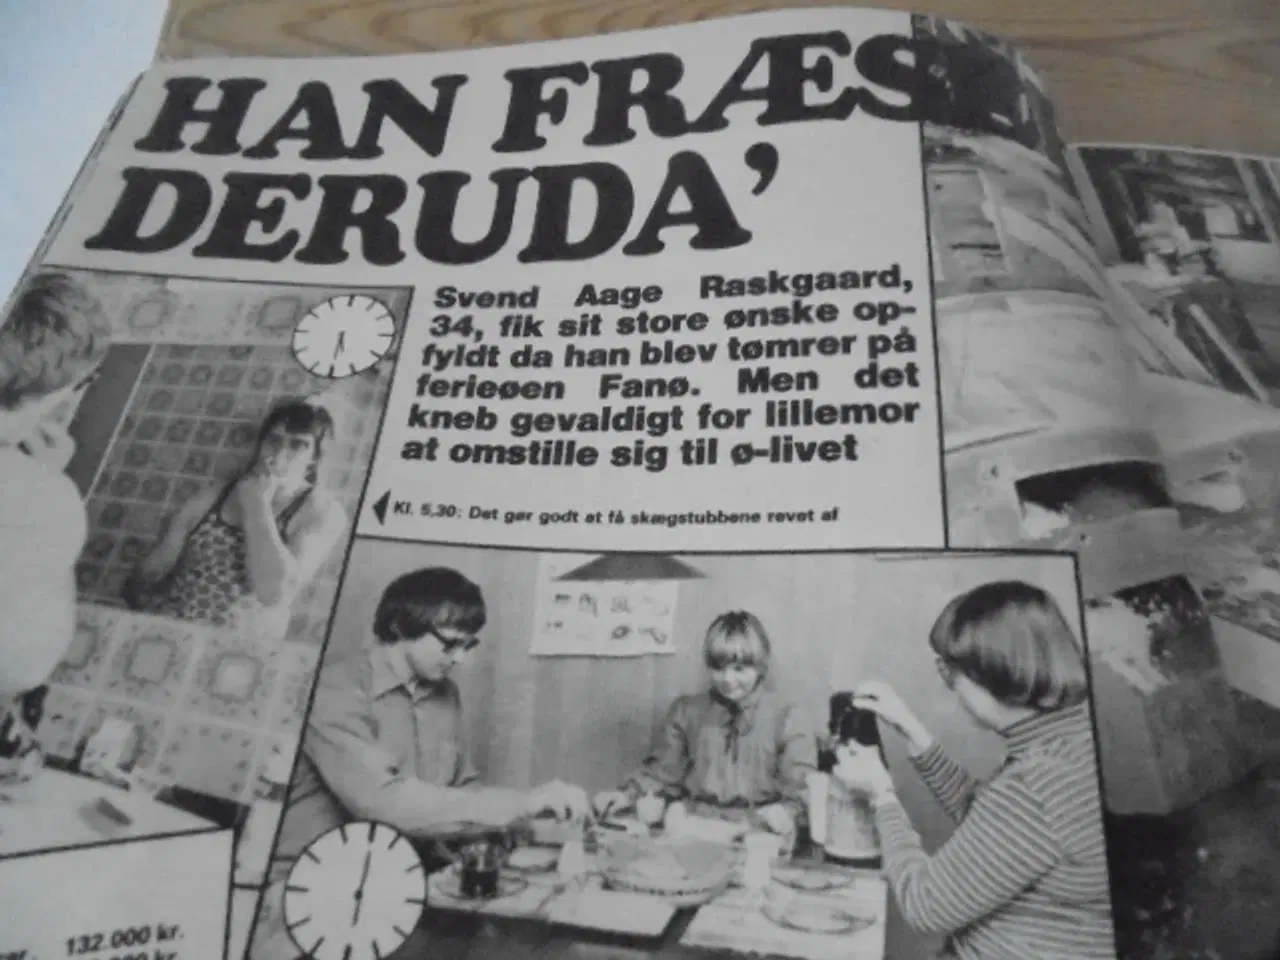 HAN FRÆS
DERUDA'
Svend Aage Raskgaard,
34, fik sit store ønske op-
fyldt da han blev tømrer på
ferieøen Fanø. Men det
kneb gevaldigt for lillemor
at omstille sig til ø-livet
Kl. 5,30: Det gør godt at få skægstubbene revet af
132.000 kr.
kr.